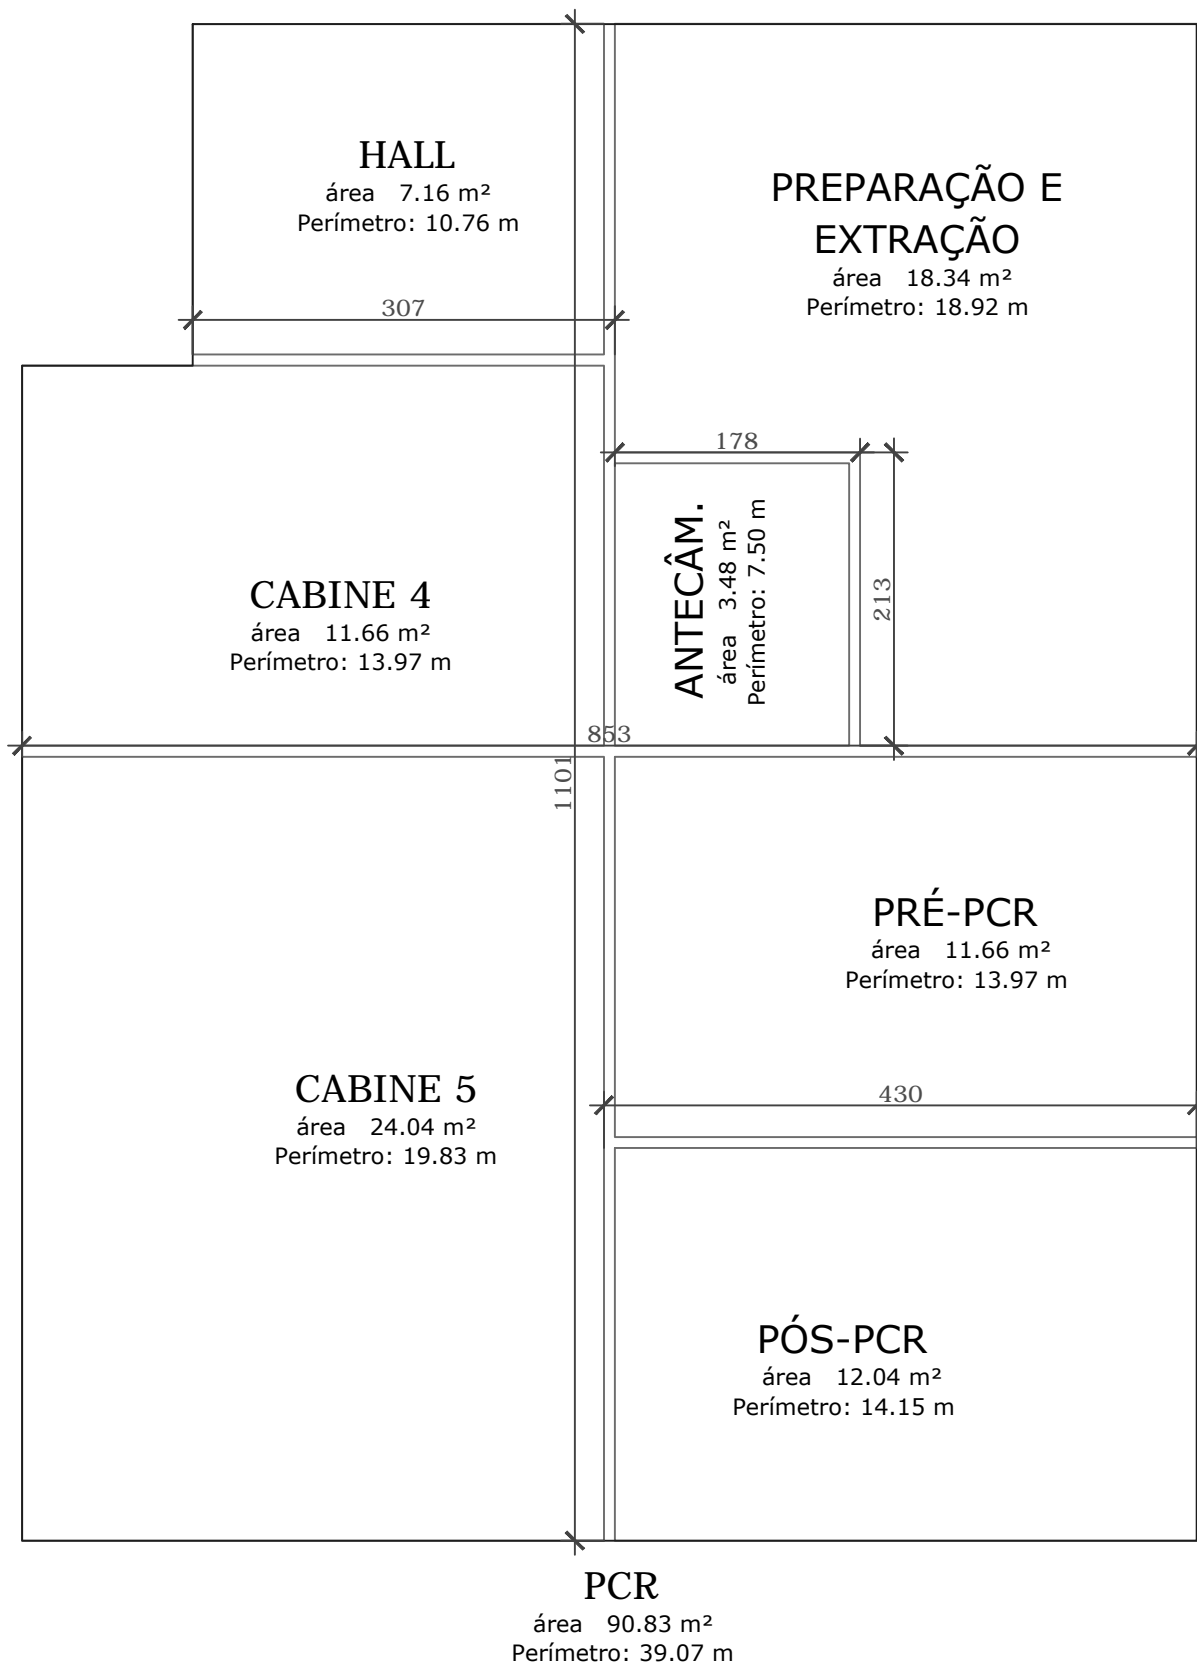 HALL
área 7.16 m²
Perímetro: 10.76 m
PREPARAÇÃO E
EXTRAÇÃO
área 18.34 m²
Perímetro: 18.92 m
307
178
ANTECÂM.
área 3.48 m²
Perímetro: 7.50 m
213
CABINE 4
área 11.66 m²
Perímetro: 13.97 m
853
1101
PRÉ-PCR
área 11.66 m²
Perímetro: 13.97 m
430
CABINE 5
área 24.04 m²
Perímetro: 19.83 m
PÓS-PCR
área 12.04 m²
Perímetro: 14.15 m
PCR
área 90.83 m²
Perímetro: 39.07 m